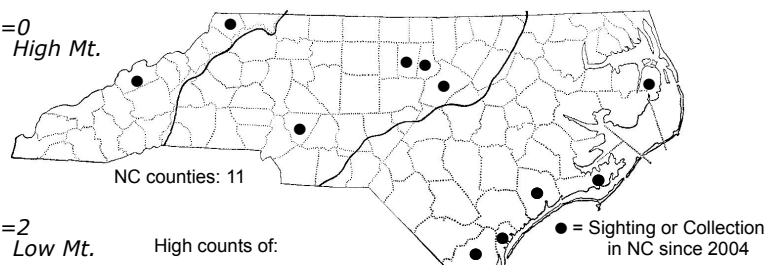 =0
High Mt.
NC counties: 11
=2
Low Mt.
High counts of:
● = Sighting or Collection
in NC since 2004